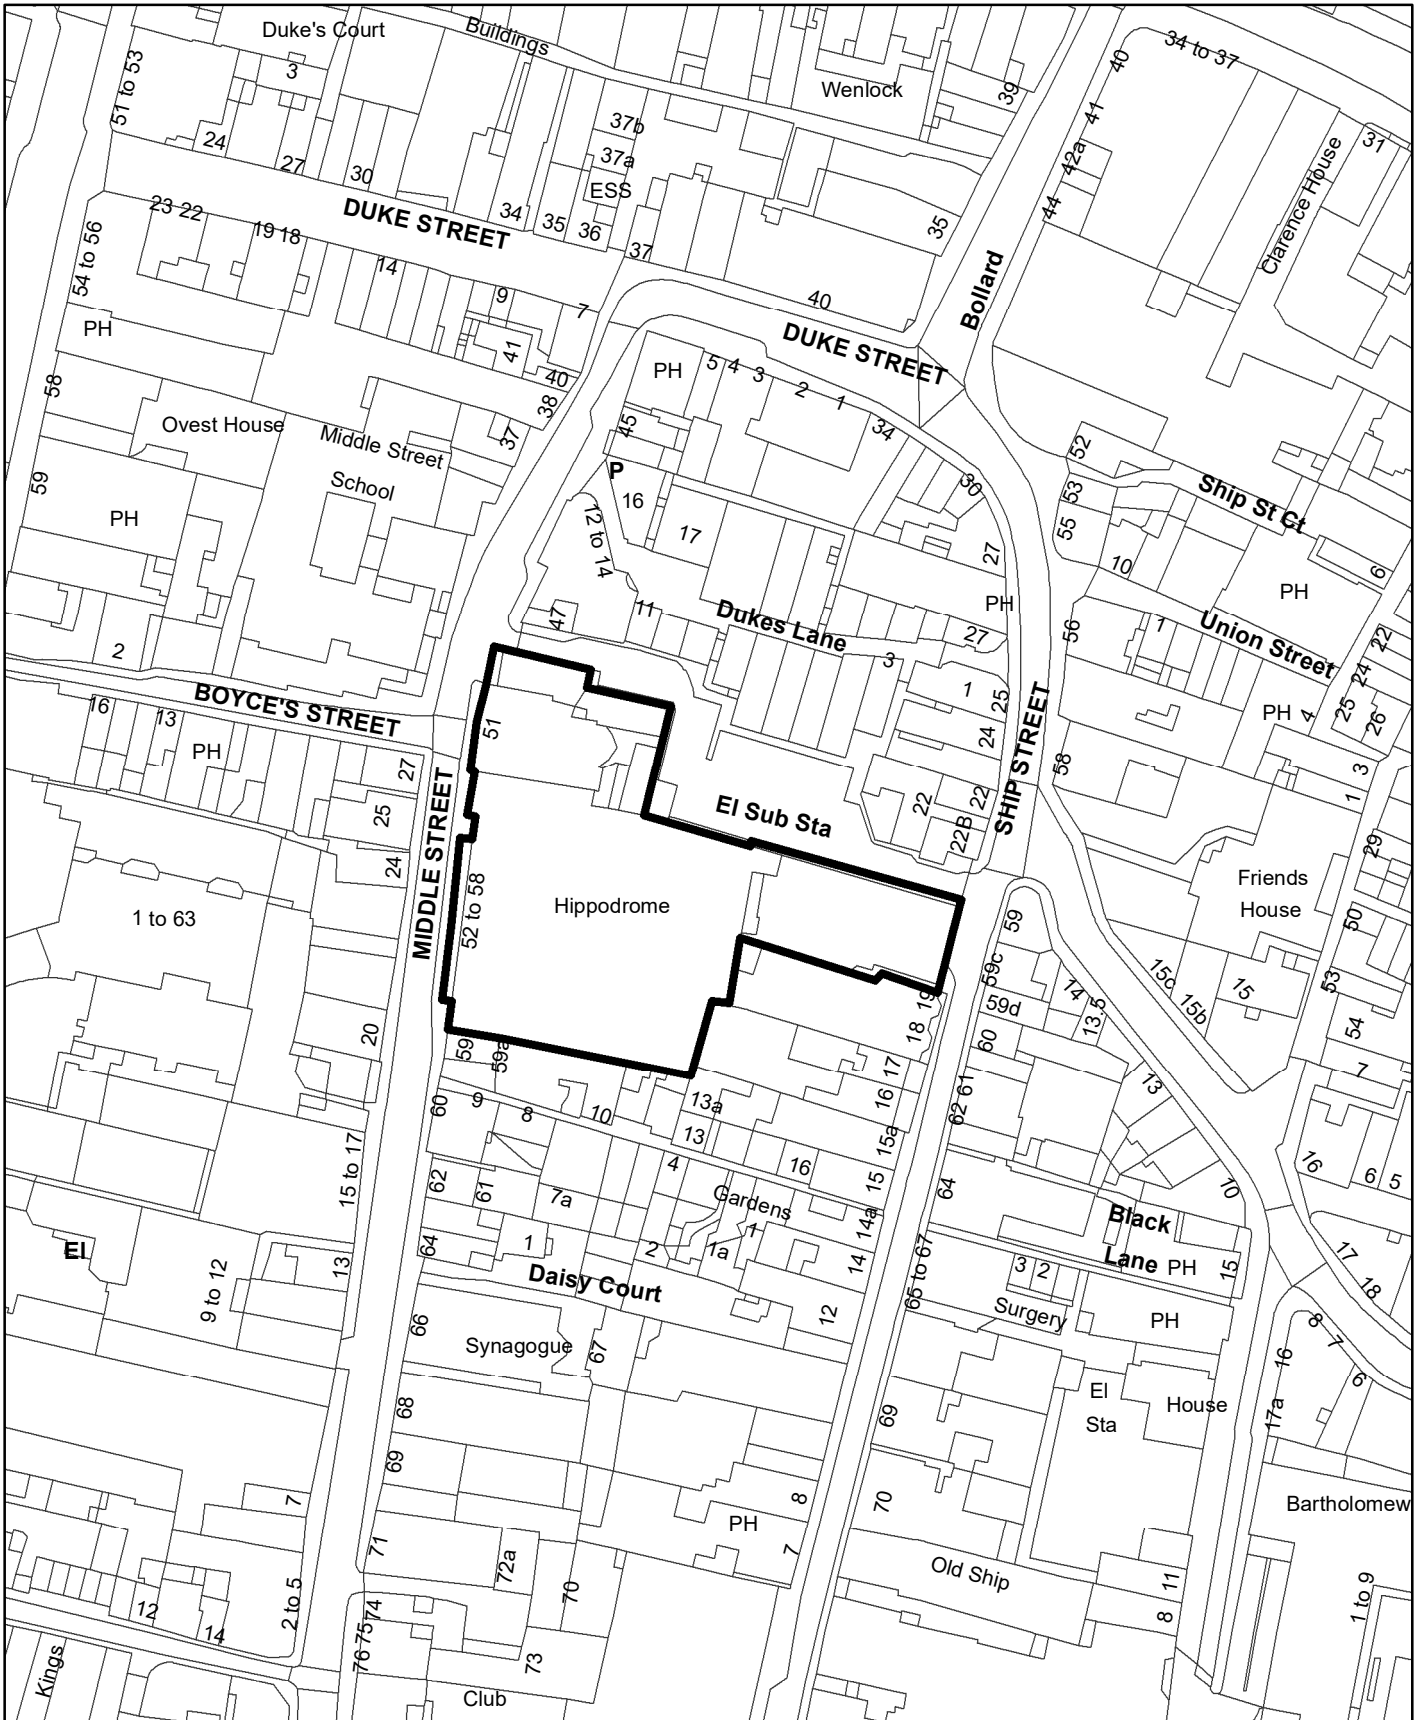 Duke's Court
Buildings
34 to 37
40
51 to 53
3
Wenlock
39
41
24
27
30
37b
37a
ESS
42a
44
31
Clarence House
23 22
19 18
DUKE STREET
34
35
36
37
35
54 to 56
14
9
7
40
Bollard
PH
41
40
38
DUKE STREET
PH
5
4
3
2
1
34
58
Ovest House
Middle Street
School
37
45
P
16
12 to 14
17
30
52
53
55
Ship St Ct
59
PH
27
10
PH
6
47
11
Dukes Lane
PH
27
56
1
Union Street
22
24
2
3
1
25
25
26
PH
4
BOYCE'S STREET
16
13
PH
51
24
58
3
1
27
25
24
MIDDLE STREET
El Sub Sta
22
22
22B
SHIP STREET
29
Friends
House
1 to 63
52 to 58
Hippodrome
59
50
59c
59d
14
13.5
15c
15b
15
53
54
20
19
18
60
59
59a
17
16
13
7
60
9
8
10
13a
13
62 61
15a
15 to 17
62
61
7a
4
16
15
Gardens
64
10
16
6
5
El
64
1
2
1a
1
14a
14
Black
Lane
PH
15
17
18
9 to 12
13
Daisy Court
12
65 to 67
3
2
Surgery
PH
8
7
6
66
Synagogue
67
16
68
69
El
Sta
House
17a
69
7
8
PH
7
70
Bartholomew
71
72a
70
Old Ship
11
8
1 to 9
12
14
2 to 5
74
75
76
73
Kings
Club